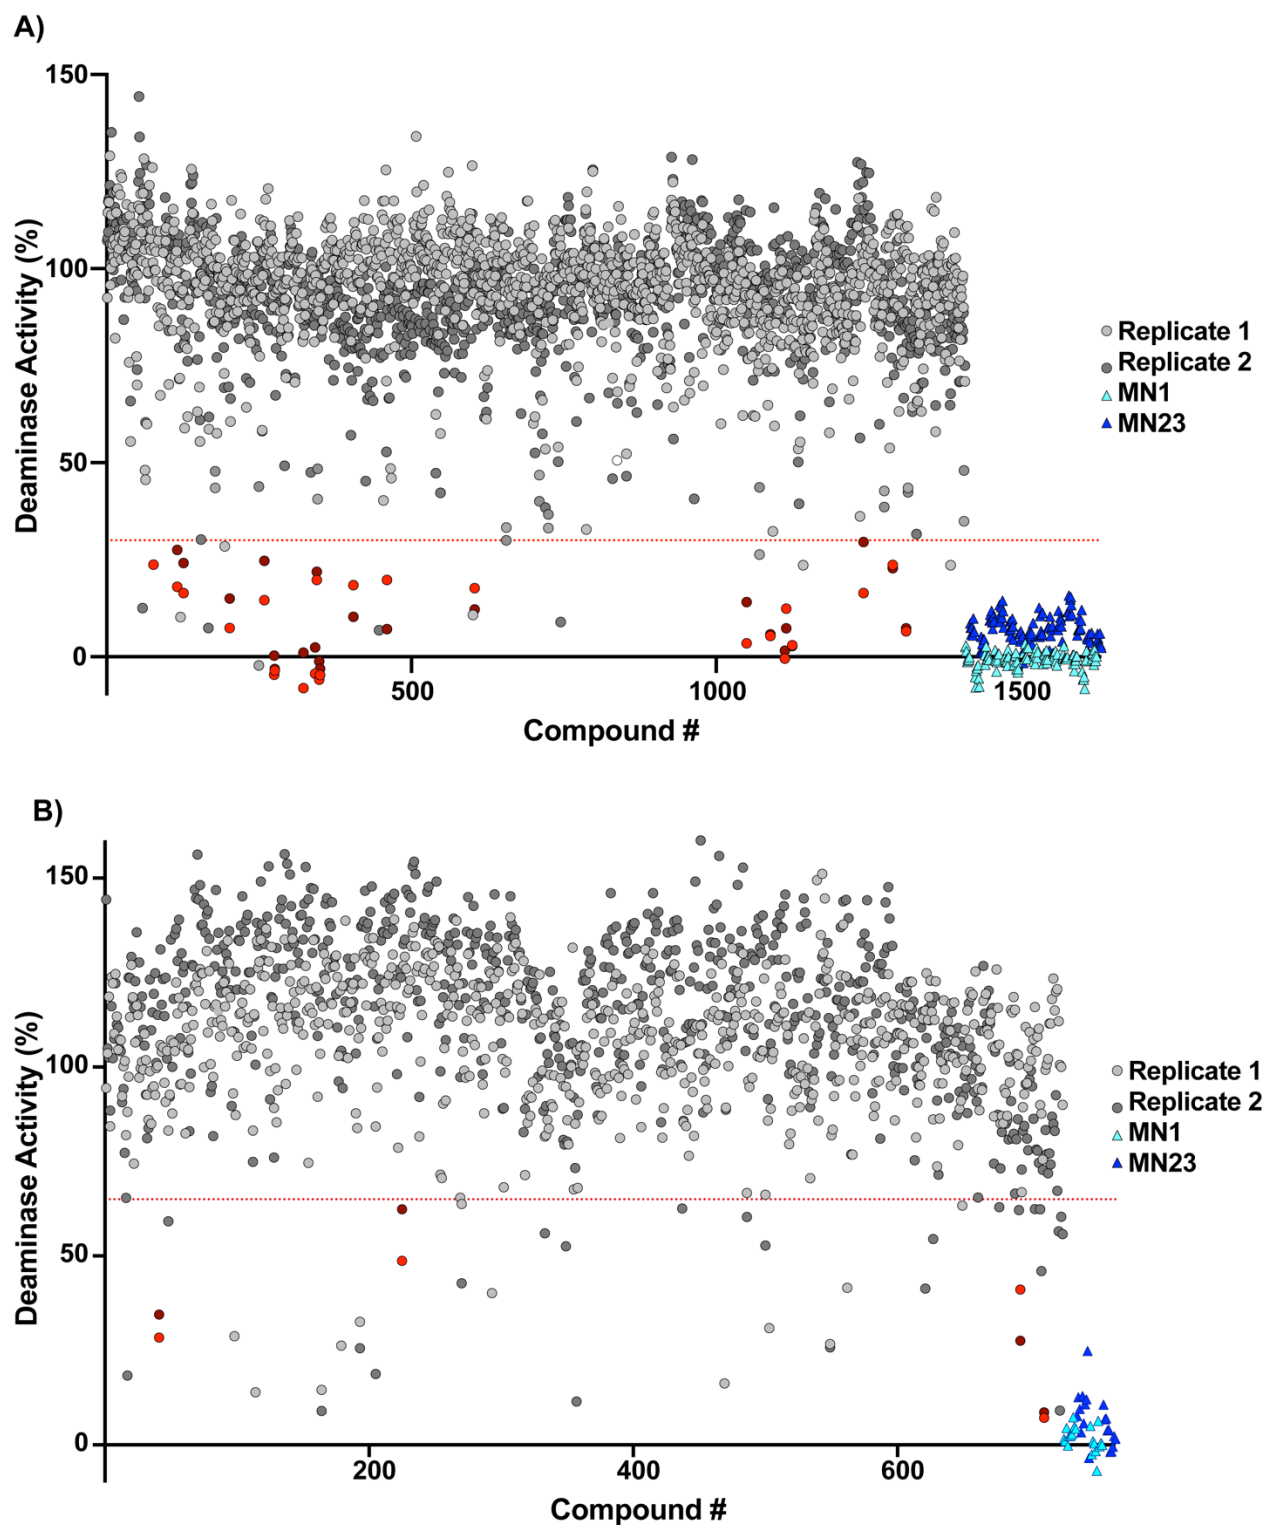 A)
150
100
50
0
500
1000
1500
Deaminase Activity (%)
Compound #
Replicate 1
Replicate 2
MN1
MN23
B)
150
100
50
0
200
400
600
Deaminase Activity (%)
Compound #
Replicate 1
Replicate 2
MN1
MN23